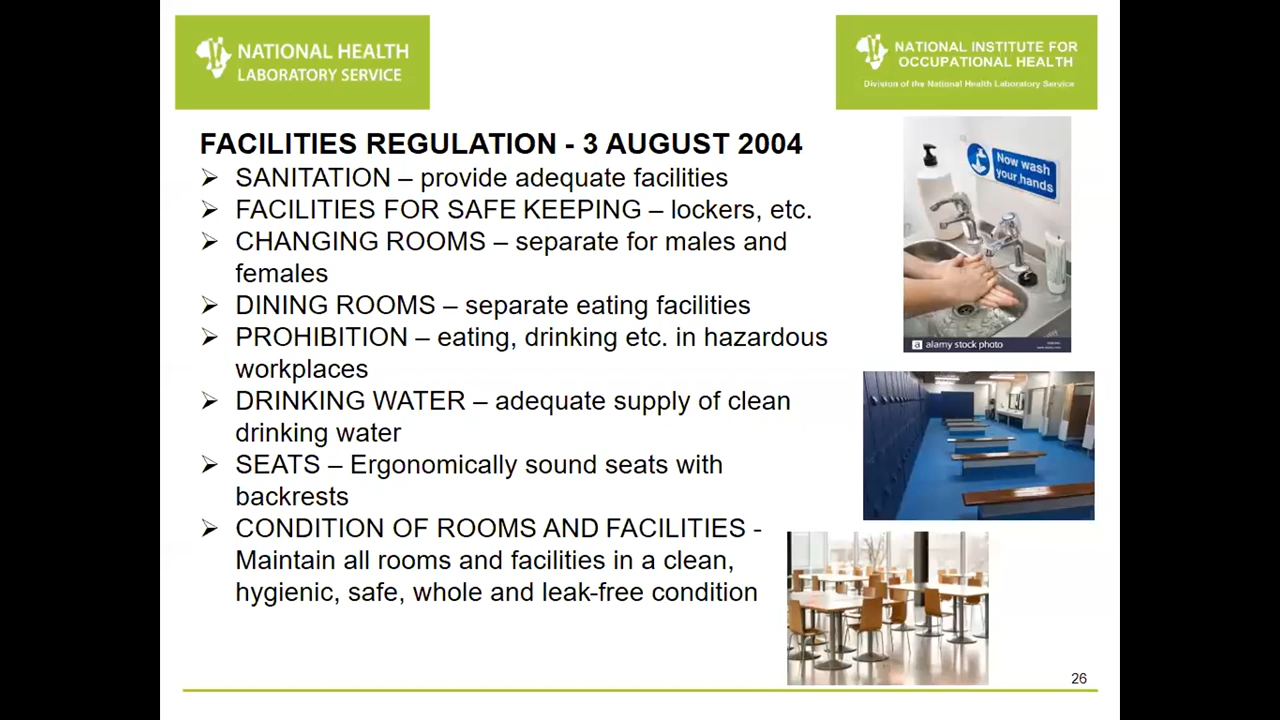 NATIONAL HEALTH
LABORATORY SERVICE
NATIONAL INSTITUTE FOR
OCCUPATIONAL HEALTH
Division of the National Health Laboratory Service
FACILITIES REGULATION - 3 AUGUST 2004
➢ SANITATION – provide adequate facilities
➢ FACILITIES FOR SAFE KEEPING – lockers, etc.
➢ CHANGING ROOMS – separate for males and
females
➢ DINING ROOMS – separate eating facilities
➢ PROHIBITION – eating, drinking etc. in hazardous
workplaces
➢ DRINKING WATER – adequate supply of clean
drinking water
➢ SEATS – Ergonomically sound seats with
backrests
➢ CONDITION OF ROOMS AND FACILITIES -
Maintain all rooms and facilities in a clean,
hygienic, safe, whole and leak-free condition
Now wash
your hands
a alamy stock photo
26